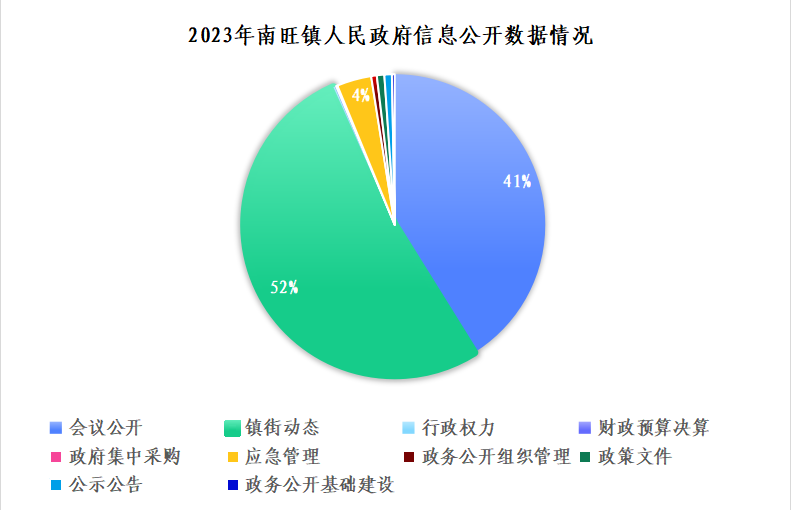 2023年南旺镇人民政府信息公开数据情况
4%
41%
52%
会议公开 镇街动态 行政权力 财政预算决算
政府集中采购 应急管理 政务公开组织管理 政策文件
公示公告 政务公开基础建设